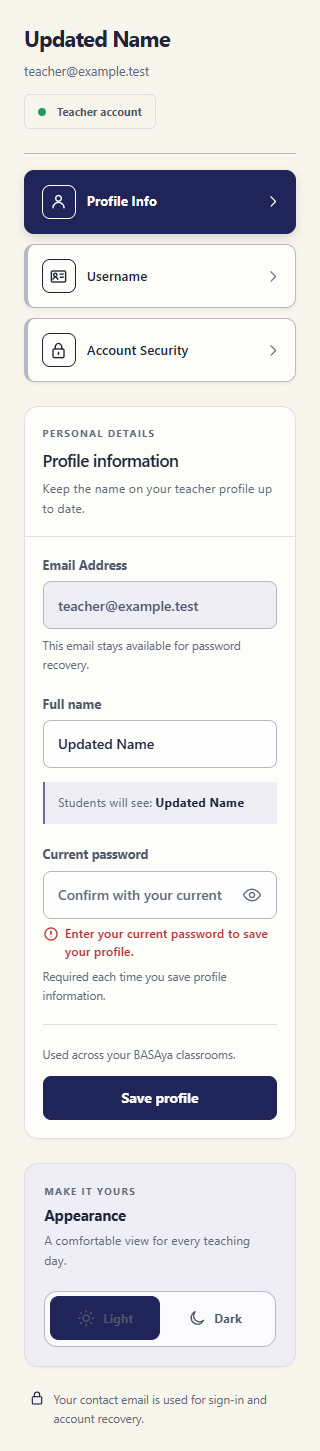 Updated Name
teacher@example.test
Teacher account
Profile Info
Username
Account Security
PERSONAL DETAILS
Profile information
Keep the name on your teacher profile up
to date.
Email Address
teacher@example.test
This email stays available for password
recovery.
Full name
Updated Name
Students will see: Updated Name
Current password
Confirm with your current
Enter your current password to save
your profile.
Required each time you save profile
information.
Used across your BASAya classrooms.
Save profile
MAKE IT YOURS
Appearance
A comfortable view for every teaching
day.
Light
Dark
Your contact email is used for sign-in and
account recovery.